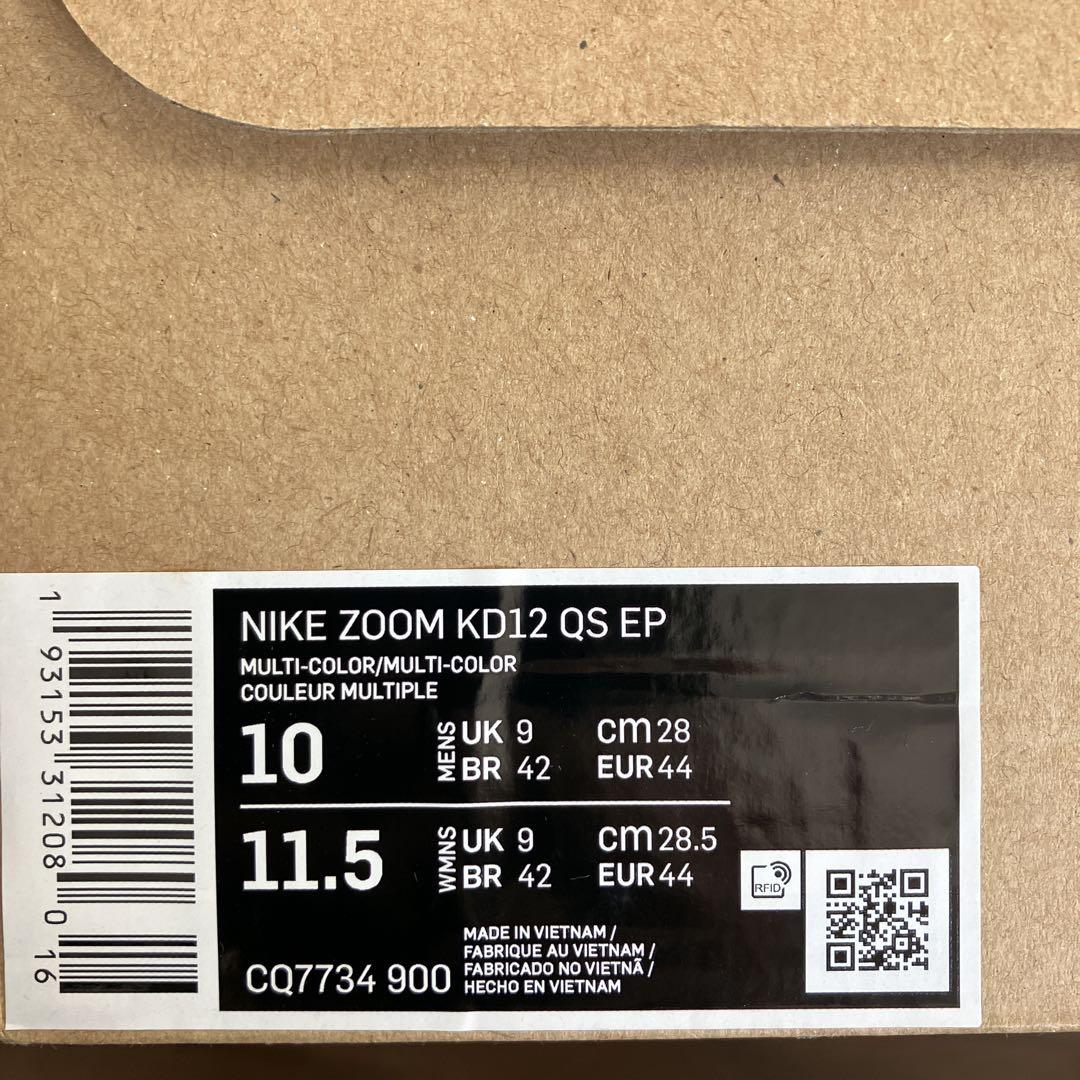 1 93153 31208 0 16
NIKE ZOOM KD12 QS EP
MULTI-COLOR/MULTI-COLOR
COULEUR MULTIPLE
10 MENS UK 9 cm 28
BR 42 EUR 44
11.5 WMNS UK 9 cm 28.5
BR 42 EUR 44
RFID
MADE IN VIETNAM /
FABRIQUE AU VIETNAM /
FABRICADO NO VIETNÃ /
HECHO EN VIETNAM
CQ7734 900